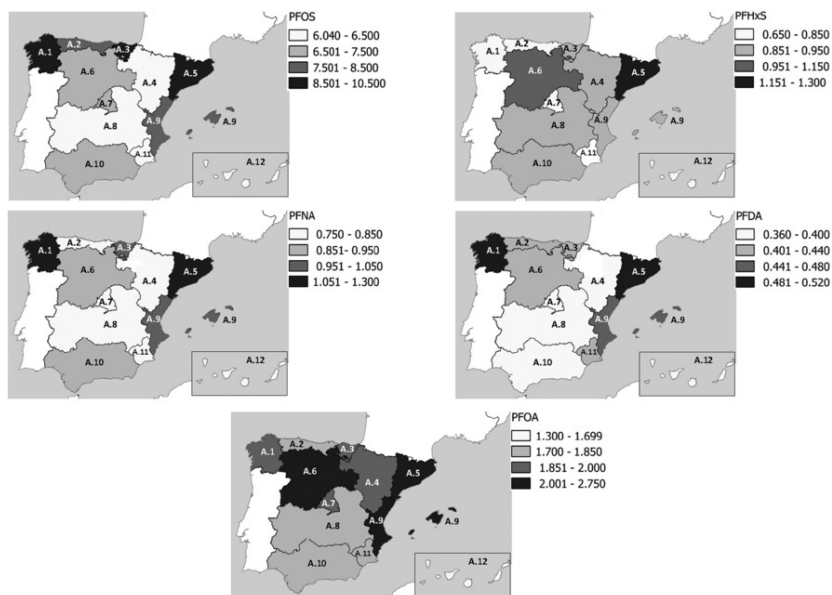 PFOS
6.040 - 6.500
6.501 - 7.500
7.501 - 8.500
8.501 - 10.500
A.1
A.2
A.3
A.4
A.5
A.6
A.7
A.8
A.9
A.9
A.10
A.11
A.12
PFHxS
0.650 - 0.850
0.851 - 0.950
0.951 - 1.150
1.151 - 1.300
A.1
A.2
A.3
A.4
A.5
A.6
A.7
A.8
A.9
A.9
A.10
A.11
A.12
PFNA
0.750 - 0.850
0.851- 0.950
0.951 - 1.050
1.051 - 1.300
A.1
A.2
A.3
A.4
A.5
A.6
A.7
A.8
A.9
A.9
A.10
A.11
A.12
PFDA
0.360 - 0.400
0.401 - 0.440
0.441 - 0.480
0.481 - 0.520
A.1
A.2
A.3
A.4
A.5
A.6
A.7
A.8
A.9
A.9
A.10
A.11
A.12
PFOA
1.300 - 1.699
1.700 - 1.850
1.851 - 2.000
2.001 - 2.750
A.1
A.2
A.3
A.4
A.5
A.6
A.7
A.8
A.9
A.9
A.10
A.11
A.12